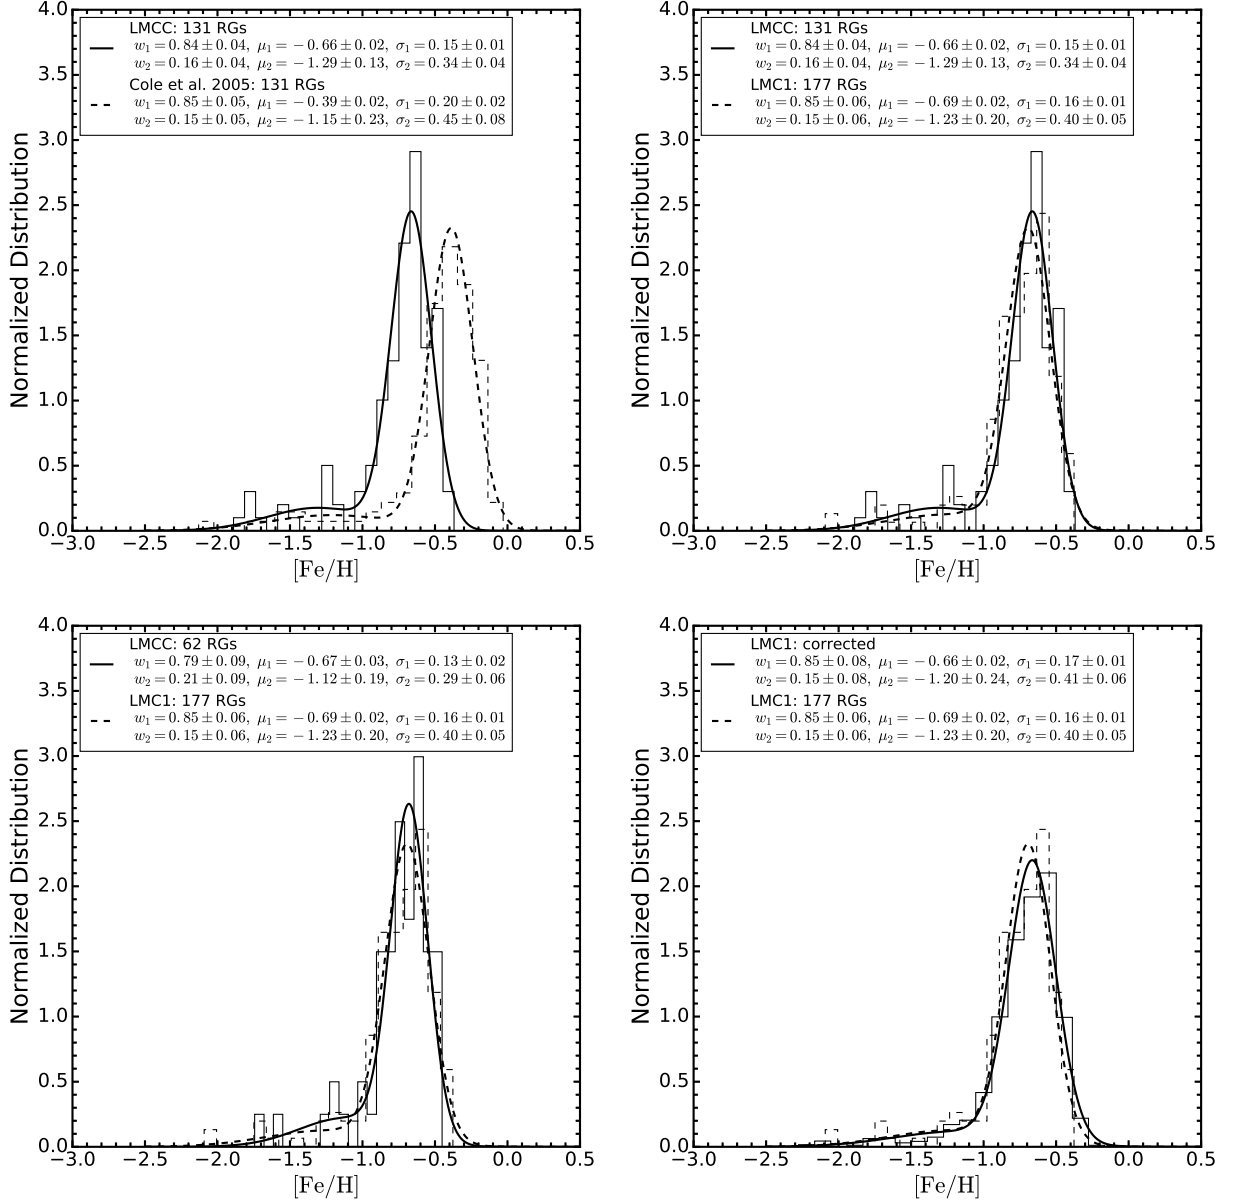 LMCC: 131 RGs
w₁ = 0.84 ± 0.04, μ₁ = −0.66 ± 0.02, σ₁ = 0.15 ± 0.01
w₂ = 0.16 ± 0.04, μ₂ = −1.29 ± 0.13, σ₂ = 0.34 ± 0.04
Cole et al. 2005: 131 RGs
w₁ = 0.85 ± 0.05, μ₁ = −0.39 ± 0.02, σ₁ = 0.20 ± 0.02
w₂ = 0.15 ± 0.05, μ₂ = −1.15 ± 0.23, σ₂ = 0.45 ± 0.08
4.0
3.5
3.0
2.5
2.0
1.5
1.0
0.5
0.0
Normalized Distribution
−3.0 −2.5 −2.0 −1.5 −1.0 −0.5 0.0 0.5
[Fe/H]
LMCC: 131 RGs
w₁ = 0.84 ± 0.04, μ₁ = −0.66 ± 0.02, σ₁ = 0.15 ± 0.01
w₂ = 0.16 ± 0.04, μ₂ = −1.29 ± 0.13, σ₂ = 0.34 ± 0.04
LMC1: 177 RGs
w₁ = 0.85 ± 0.06, μ₁ = −0.69 ± 0.02, σ₁ = 0.16 ± 0.01
w₂ = 0.15 ± 0.06, μ₂ = −1.23 ± 0.20, σ₂ = 0.40 ± 0.05
4.0
3.5
3.0
2.5
2.0
1.5
1.0
0.5
0.0
Normalized Distribution
−3.0 −2.5 −2.0 −1.5 −1.0 −0.5 0.0 0.5
[Fe/H]
LMCC: 62 RGs
w₁ = 0.79 ± 0.09, μ₁ = −0.67 ± 0.03, σ₁ = 0.13 ± 0.02
w₂ = 0.21 ± 0.09, μ₂ = −1.12 ± 0.19, σ₂ = 0.29 ± 0.06
LMC1: 177 RGs
w₁ = 0.85 ± 0.06, μ₁ = −0.69 ± 0.02, σ₁ = 0.16 ± 0.01
w₂ = 0.15 ± 0.06, μ₂ = −1.23 ± 0.20, σ₂ = 0.40 ± 0.05
4.0
3.5
3.0
2.5
2.0
1.5
1.0
0.5
0.0
Normalized Distribution
−3.0 −2.5 −2.0 −1.5 −1.0 −0.5 0.0 0.5
[Fe/H]
LMC1: corrected
w₁ = 0.85 ± 0.08, μ₁ = −0.66 ± 0.02, σ₁ = 0.17 ± 0.01
w₂ = 0.15 ± 0.08, μ₂ = −1.20 ± 0.24, σ₂ = 0.41 ± 0.06
LMC1: 177 RGs
w₁ = 0.85 ± 0.06, μ₁ = −0.69 ± 0.02, σ₁ = 0.16 ± 0.01
w₂ = 0.15 ± 0.06, μ₂ = −1.23 ± 0.20, σ₂ = 0.40 ± 0.05
4.0
3.5
3.0
2.5
2.0
1.5
1.0
0.5
0.0
Normalized Distribution
−3.0 −2.5 −2.0 −1.5 −1.0 −0.5 0.0 0.5
[Fe/H]